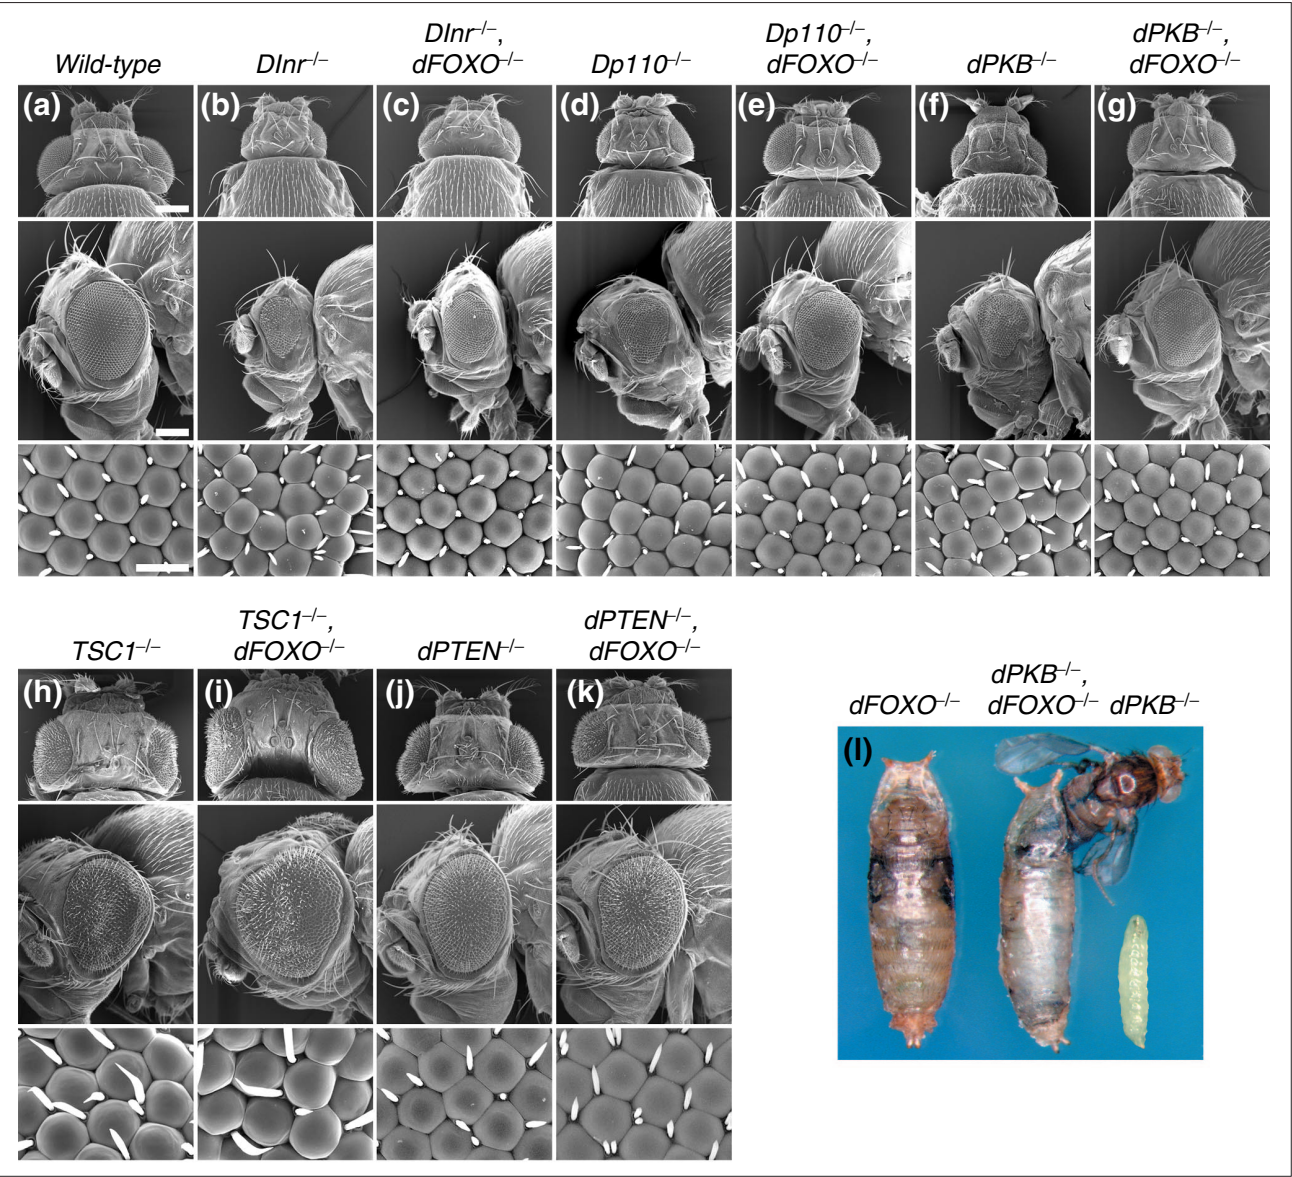 Wild-type
DInr–/–
DInr–/–,
dFOXO–/–
Dp110–/–
Dp110–/–,
dFOXO–/–
dPKB–/–
dPKB–/–,
dFOXO–/–
(a)
(b)
(c)
(d)
(e)
(f)
(g)
TSC1–/–
TSC1–/–,
dFOXO–/–
dPTEN–/–
dPTEN–/–,
dFOXO–/–
(h)
(i)
(j)
(k)
dFOXO–/–
dPKB–/–,
dFOXO–/–
dPKB–/–
(l)